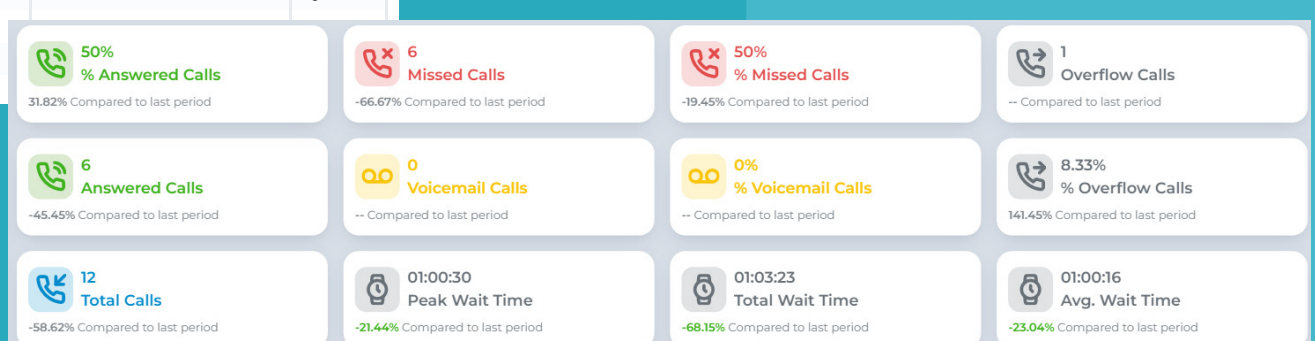 50%
% Answered Calls
31.82% Compared to last period
6
Missed Calls
-66.67% Compared to last period
50%
% Missed Calls
-19.45% Compared to last period
1
Overflow Calls
-- Compared to last period
6
Answered Calls
-45.45% Compared to last period
0
Voicemail Calls
-- Compared to last period
0%
% Voicemail Calls
-- Compared to last period
8.33%
% Overflow Calls
141.45% Compared to last period
12
Total Calls
-58.62% Compared to last period
01:00:30
Peak Wait Time
-21.44% Compared to last period
01:03:23
Total Wait Time
-68.15% Compared to last period
01:00:16
Avg. Wait Time
-23.04% Compared to last period